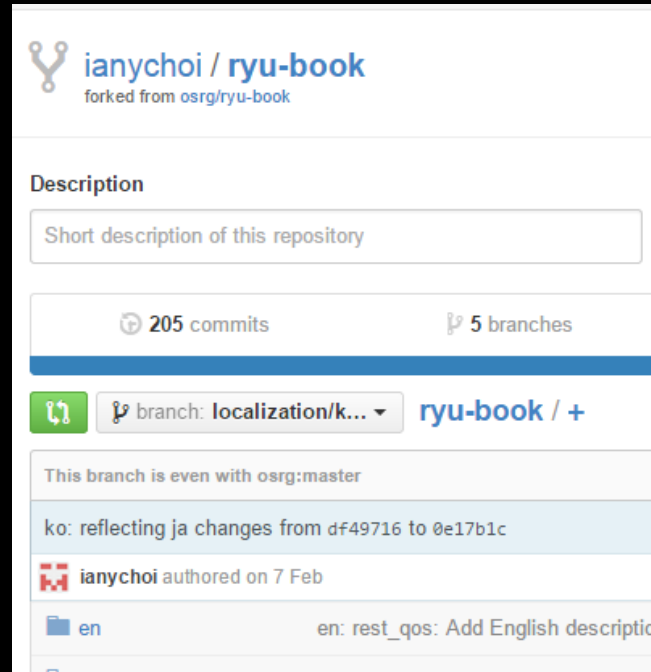 ianychoi / ryu-book
forked from osrg/ryu-book
Description
Short description of this repository
205 commits 5 branches
branch: localization/k... ryu-book / +
This branch is even with osrg:master
ko: reflecting ja changes from df49716 to 0e17b1c
ianychoi authored on 7 Feb
en en: rest_qos: Add English